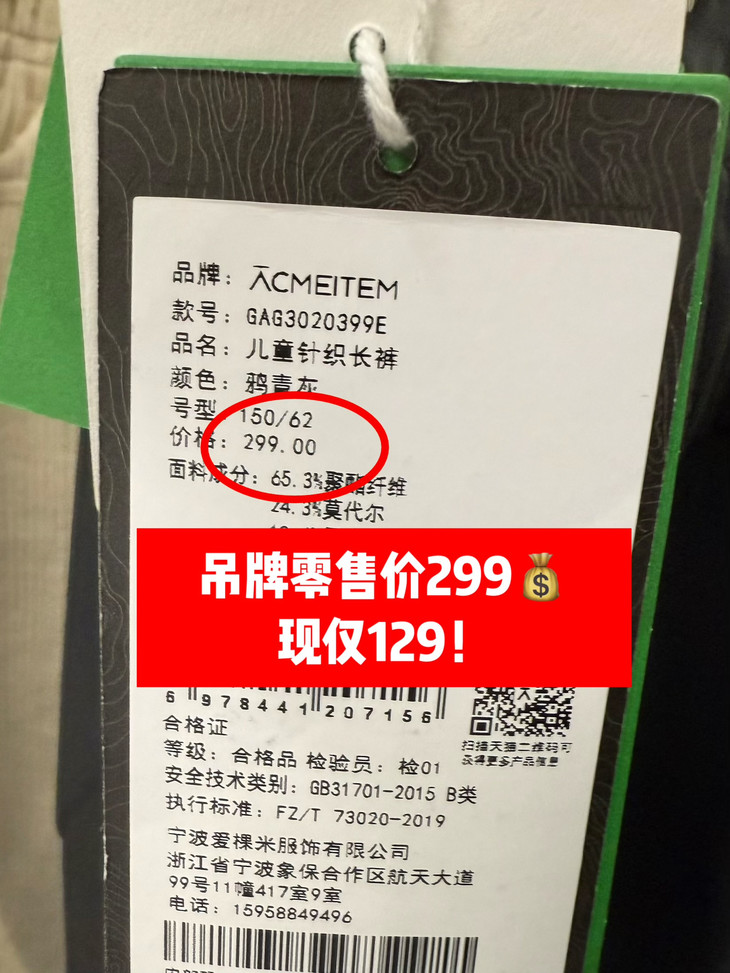 品牌: ACMEITEM
款号: GAG3020399E
品名: 儿童针织长裤
颜色: 鸦青灰
号型: 150/62
价格: 299.00
面料成分: 65.3%聚酯纤维
24.3%莫代尔
吊牌零售价299💰
现仅129!
6 978441 207156
扫描天猫二维码可
获得更多产品信息
合格证
等级: 合格品 检验员: 检01
安全技术类别: GB31701-2015 B类
执行标准: FZ/T 73020-2019
宁波爱棵米服饰有限公司
浙江省宁波象保合作区航天大道
99号11幢417室9室
电话: 15958849496